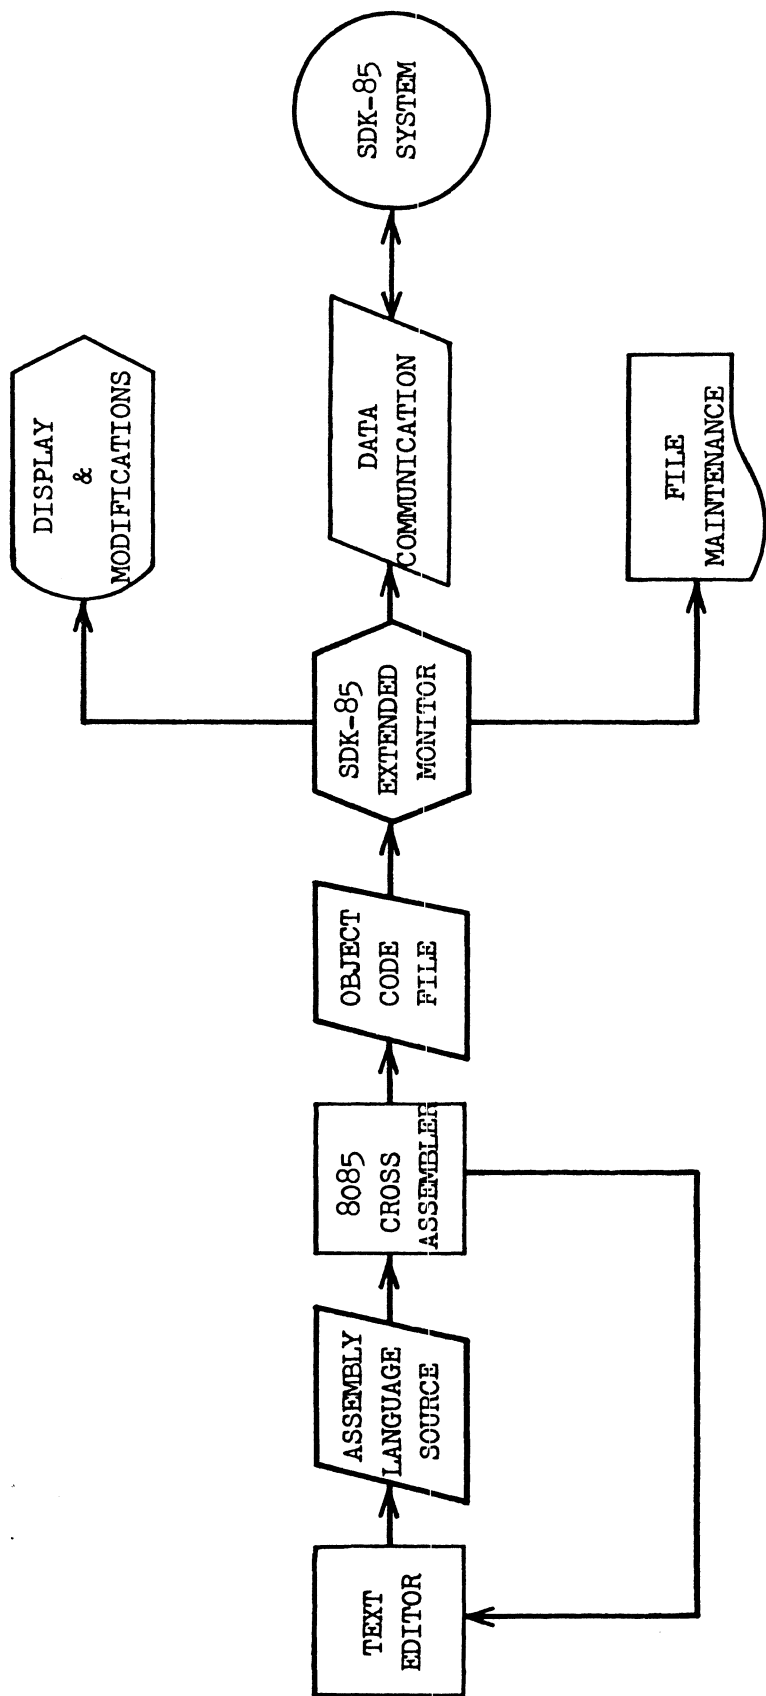 TEXT
EDITOR
ASSEMBLY
LANGUAGE
SOURCE
8085
CROSS
ASSEMBLER
OBJECT
CODE
FILE
SDK-85
EXTENDED
MONITOR
DISPLAY
&
MODIFICATIONS
DATA
COMMUNICATION
FILE
MAINTENANCE
SDK-85
SYSTEM